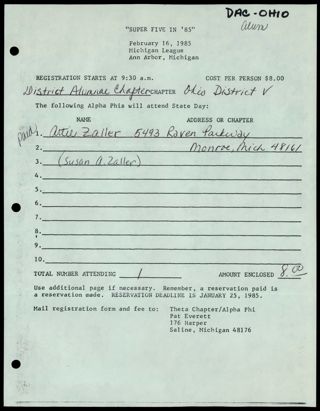 DAC-OHIO
alum
"SUPER FIVE IN '85"
February 16, 1985
Michigan League
Ann Arbor, Michigan
REGISTRATION STARTS AT 9:30 a.m. COST PER PERSON $8.00
District Alumnae Chapter CHAPTER Ohio District V
The following Alpha Phis will attend State Day:
NAME ADDRESS OR CHAPTER
paid 1. Zaller 5493 Raven Parkway
2. Monroe, Mich 48161
3. (Susan A. Zaller)
4.
5.
6.
7.
8.
9.
10.
TOTAL NUMBER ATTENDING 1 AMOUNT ENCLOSED 8.00
Use additional page if necessary. Remember, a reservation paid is
a reservation made. RESERVATION DEADLINE IS JANUARY 25, 1985.
Mail registration form and fee to: Theta Chapter/Alpha Phi
Pat Everett
176 Harper
Saline, Michigan 48176